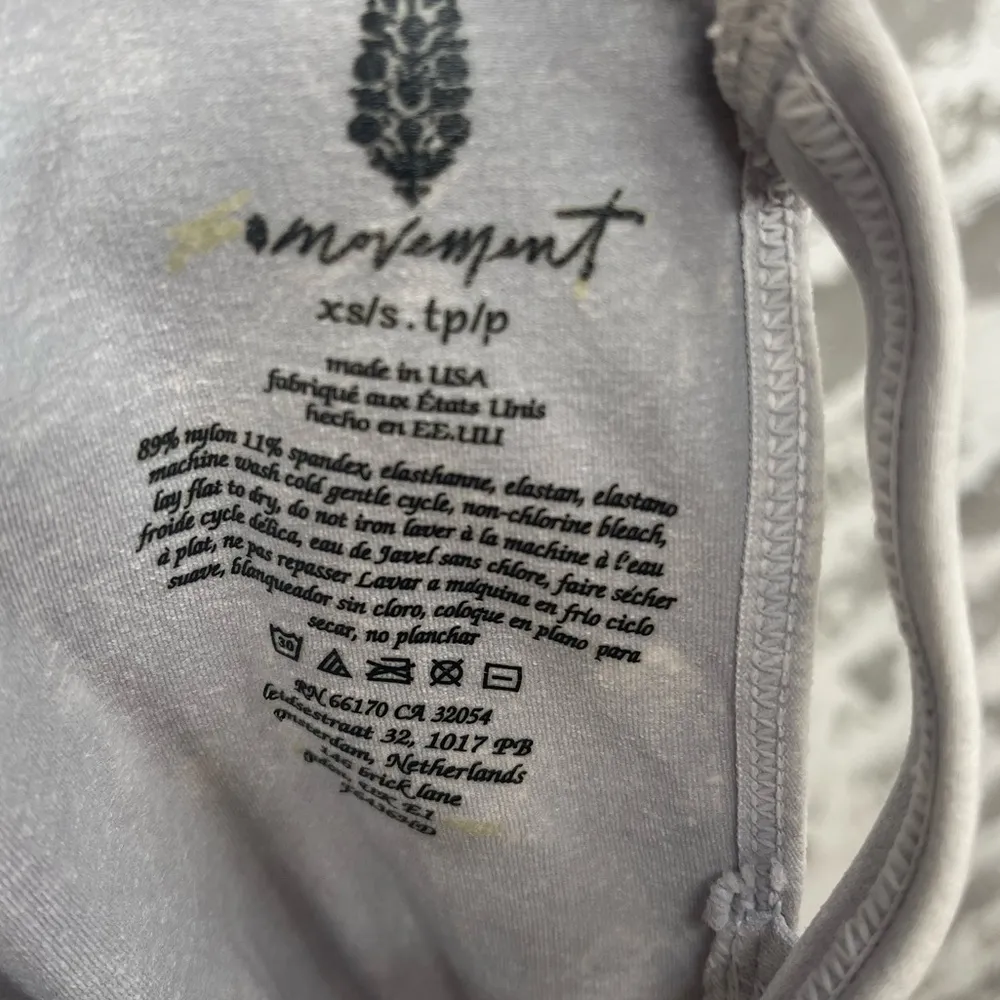 movement
xs/s . tp/p
made in USA
fabriqué aux États Unis
hecho en EE.UU
89% nylon 11% spandex, elasthanne, elastan, elastano
machine wash cold gentle cycle, non-chlorine bleach,
lay flat to dry, do not iron laver à la machine à l'eau
froide cycle délica, eau de Javel sans chlore, faire sécher
à plat, ne pas repasser Lavar a máquina en frío ciclo
suave, blanqueador sin cloro, coloque en plano para
secar, no planchar
30
RN 66170 CA 32054
Leidsestraat 32, 1017 PB
Amsterdam, Netherlands
brick lane
E1